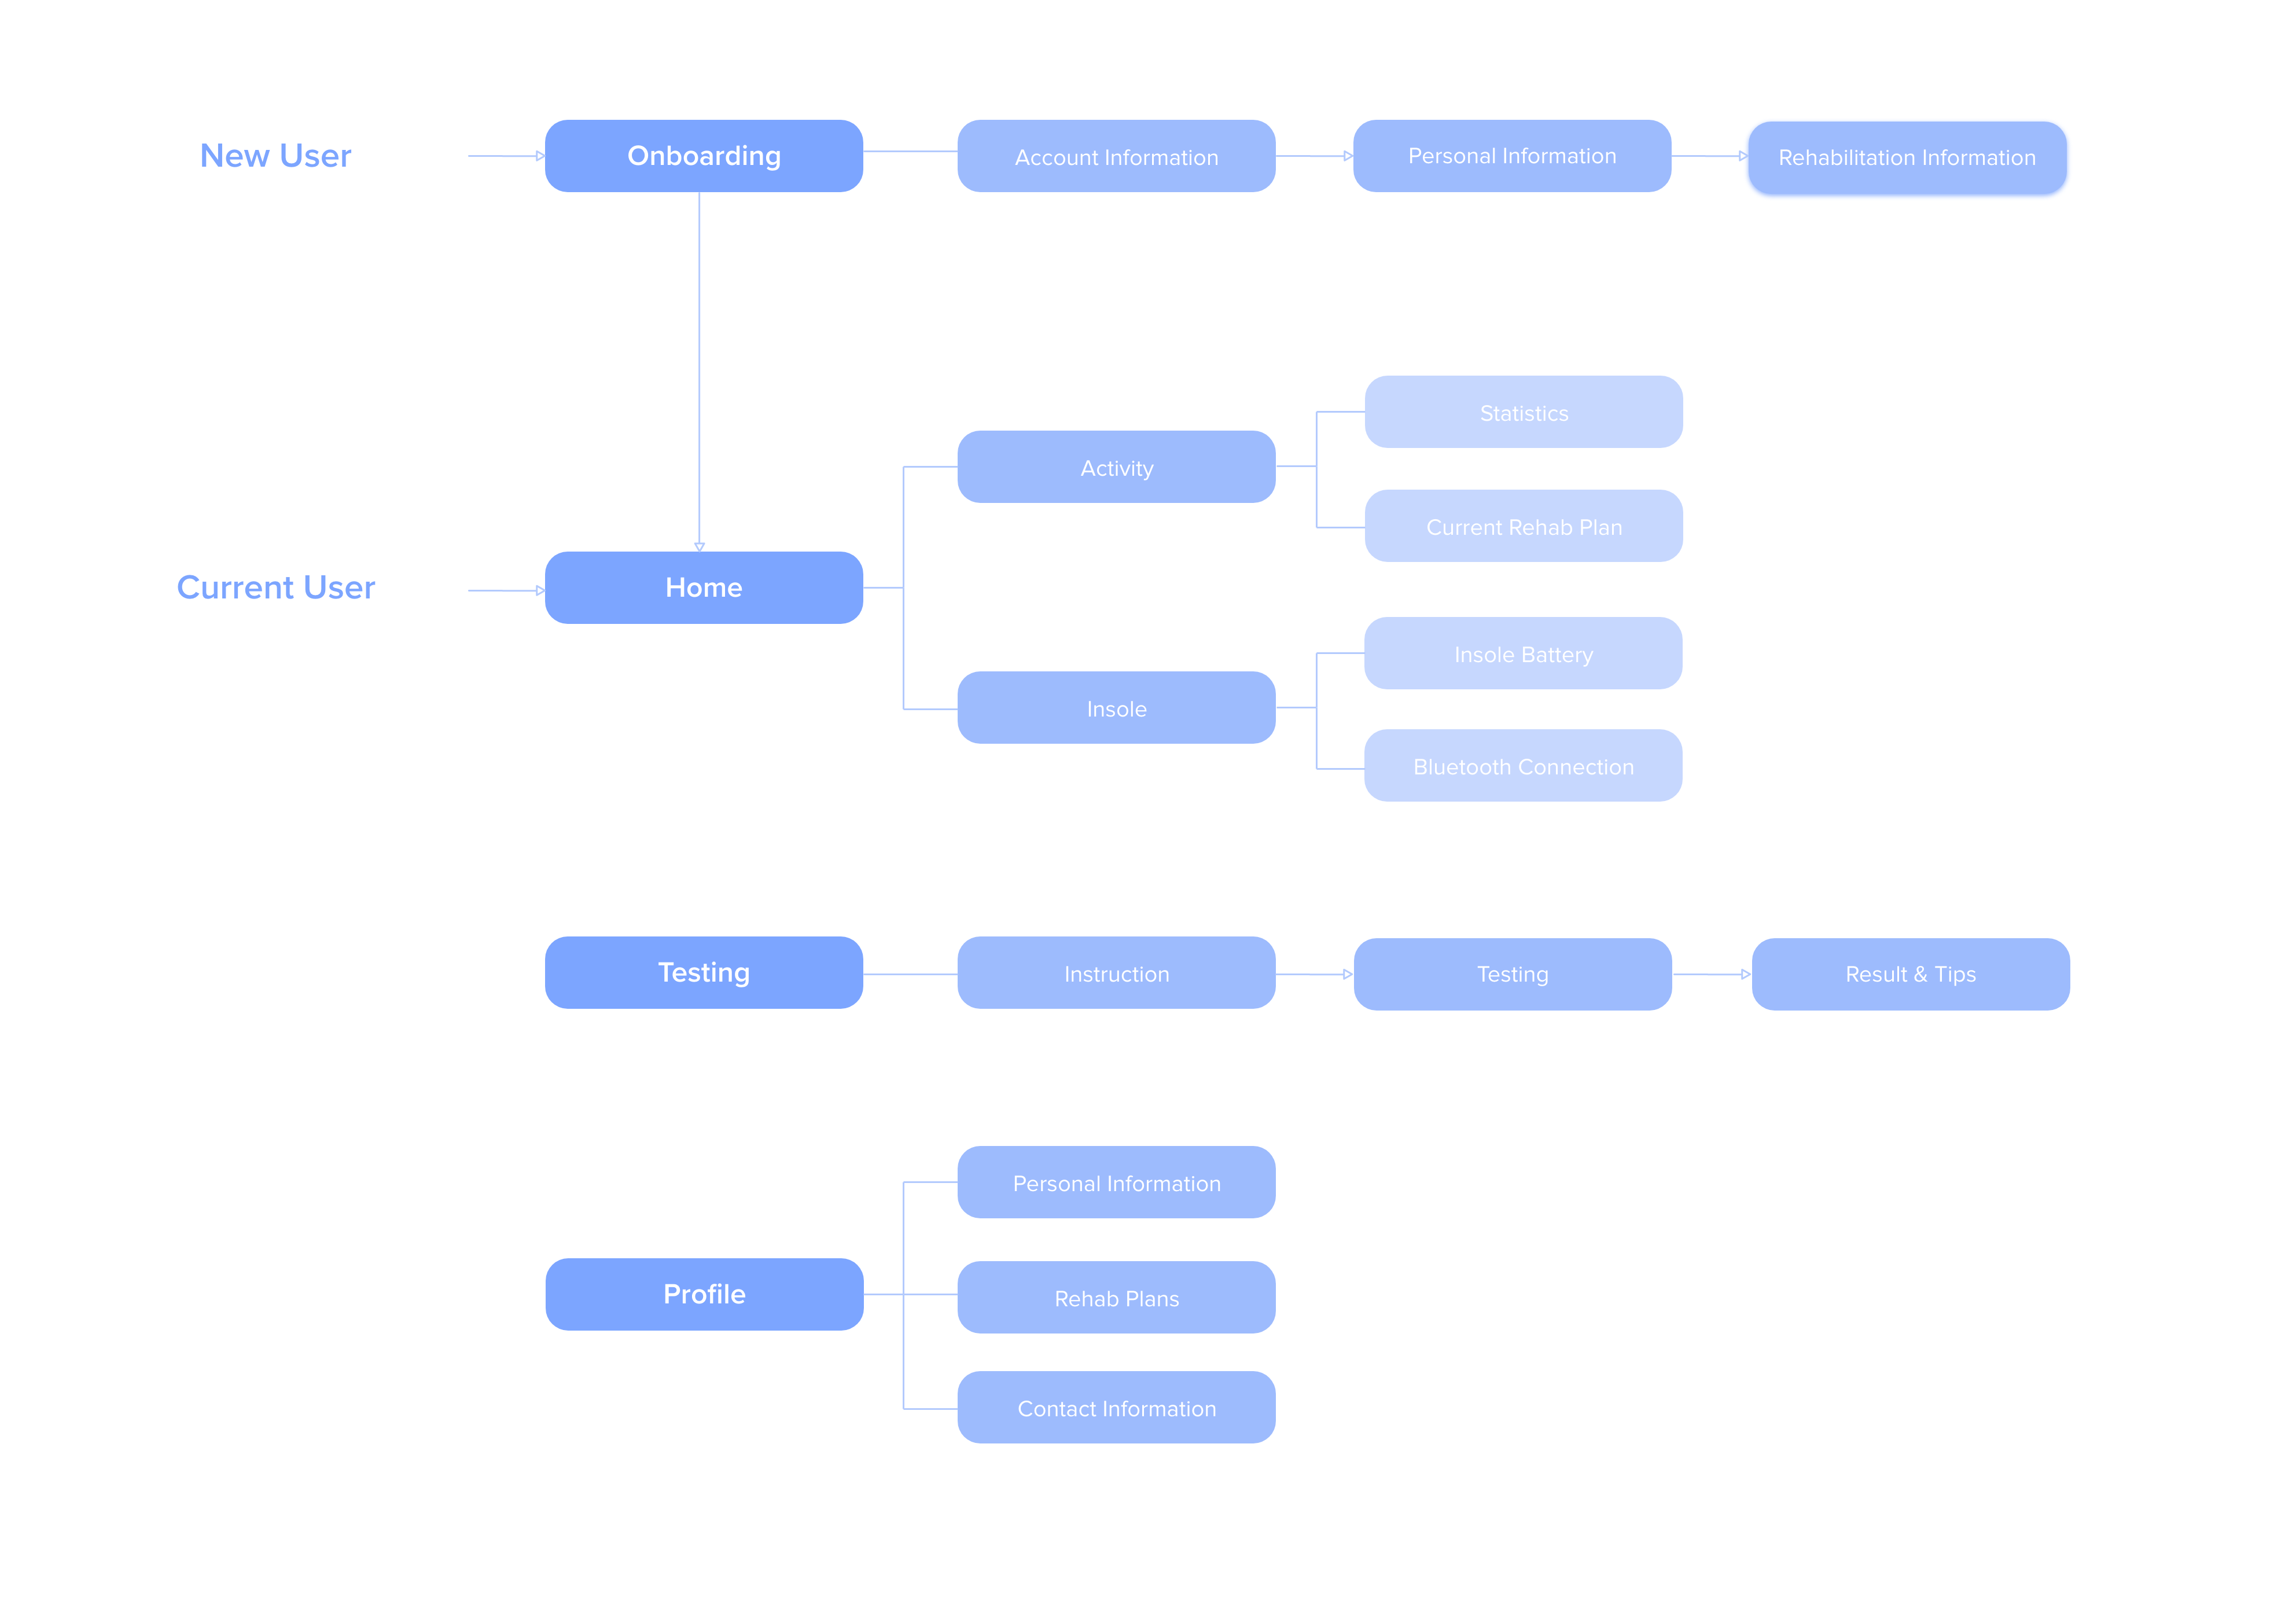 New User
Onboarding
Account Information
Personal Information
Rehabilitation Information
Statistics
Activity
Current Rehab Plan
Current User
Home
Insole Battery
Insole
Bluetooth Connection
Testing
Instruction
Testing
Result & Tips
Personal Information
Profile
Rehab Plans
Contact Information